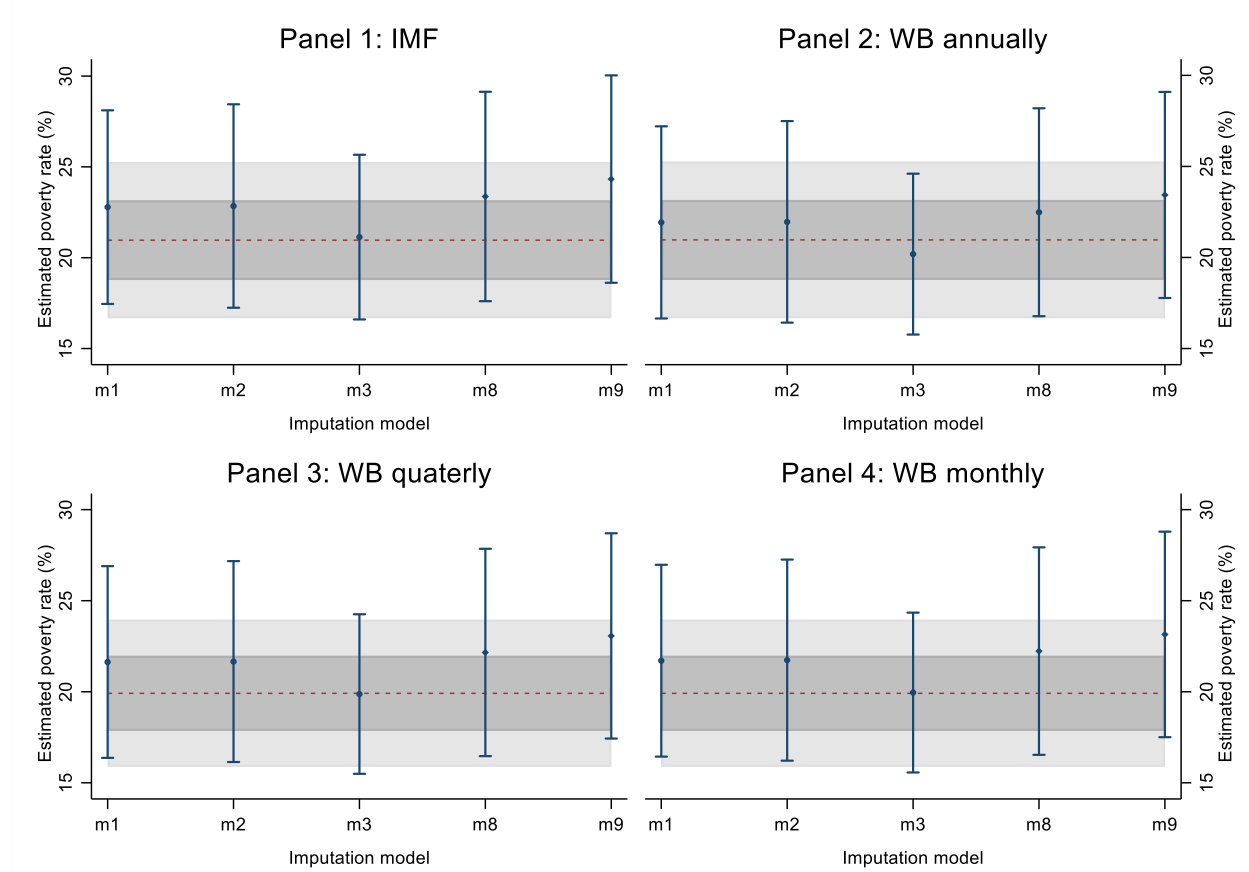 Panel 1: IMF
Estimated poverty rate (%)
30
25
20
15
m1 m2 m3 m8 m9
Imputation model
Panel 2: WB annually
Estimated poverty rate (%)
30
25
20
15
m1 m2 m3 m8 m9
Imputation model
Panel 3: WB quaterly
Estimated poverty rate (%)
30
25
20
15
m1 m2 m3 m8 m9
Imputation model
Panel 4: WB monthly
Estimated poverty rate (%)
30
25
20
15
m1 m2 m3 m8 m9
Imputation model